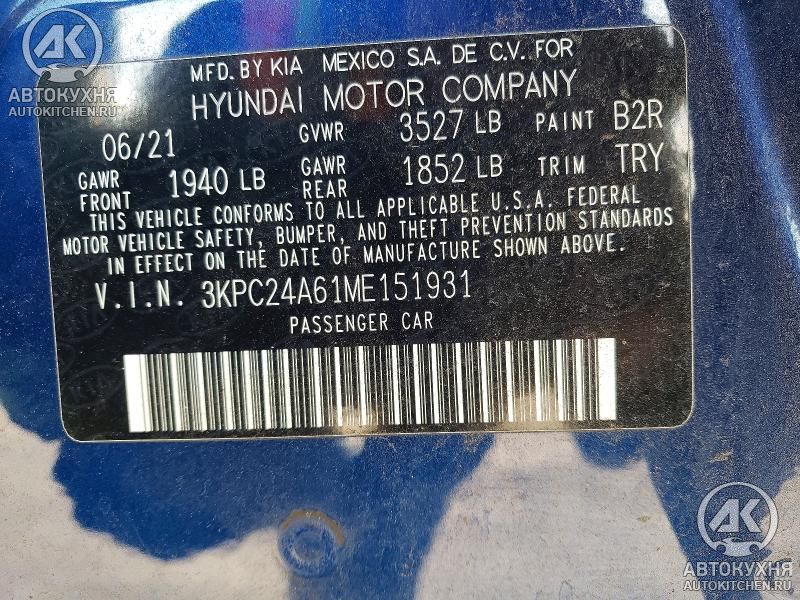 АВТОКУХНЯ
AUTOKITCHEN.RU
АВТОКУХНЯ
AUTOKITCHEN.RU
MFD. BY KIA MEXICO S.A. DE C.V. FOR
HYUNDAI MOTOR COMPANY
06/21 GVWR 3527 LB PAINT B2R
GAWR FRONT 1940 LB GAWR REAR 1852 LB TRIM TRY
THIS VEHICLE CONFORMS TO ALL APPLICABLE U.S.A. FEDERAL
MOTOR VEHICLE SAFETY, BUMPER, AND THEFT PREVENTION STANDARDS
IN EFFECT ON THE DATE OF MANUFACTURE SHOWN ABOVE.
V.I.N. 3KPC24A61ME151931
PASSENGER CAR
АВТОКУХНЯ
AUTOKITCHEN.RU